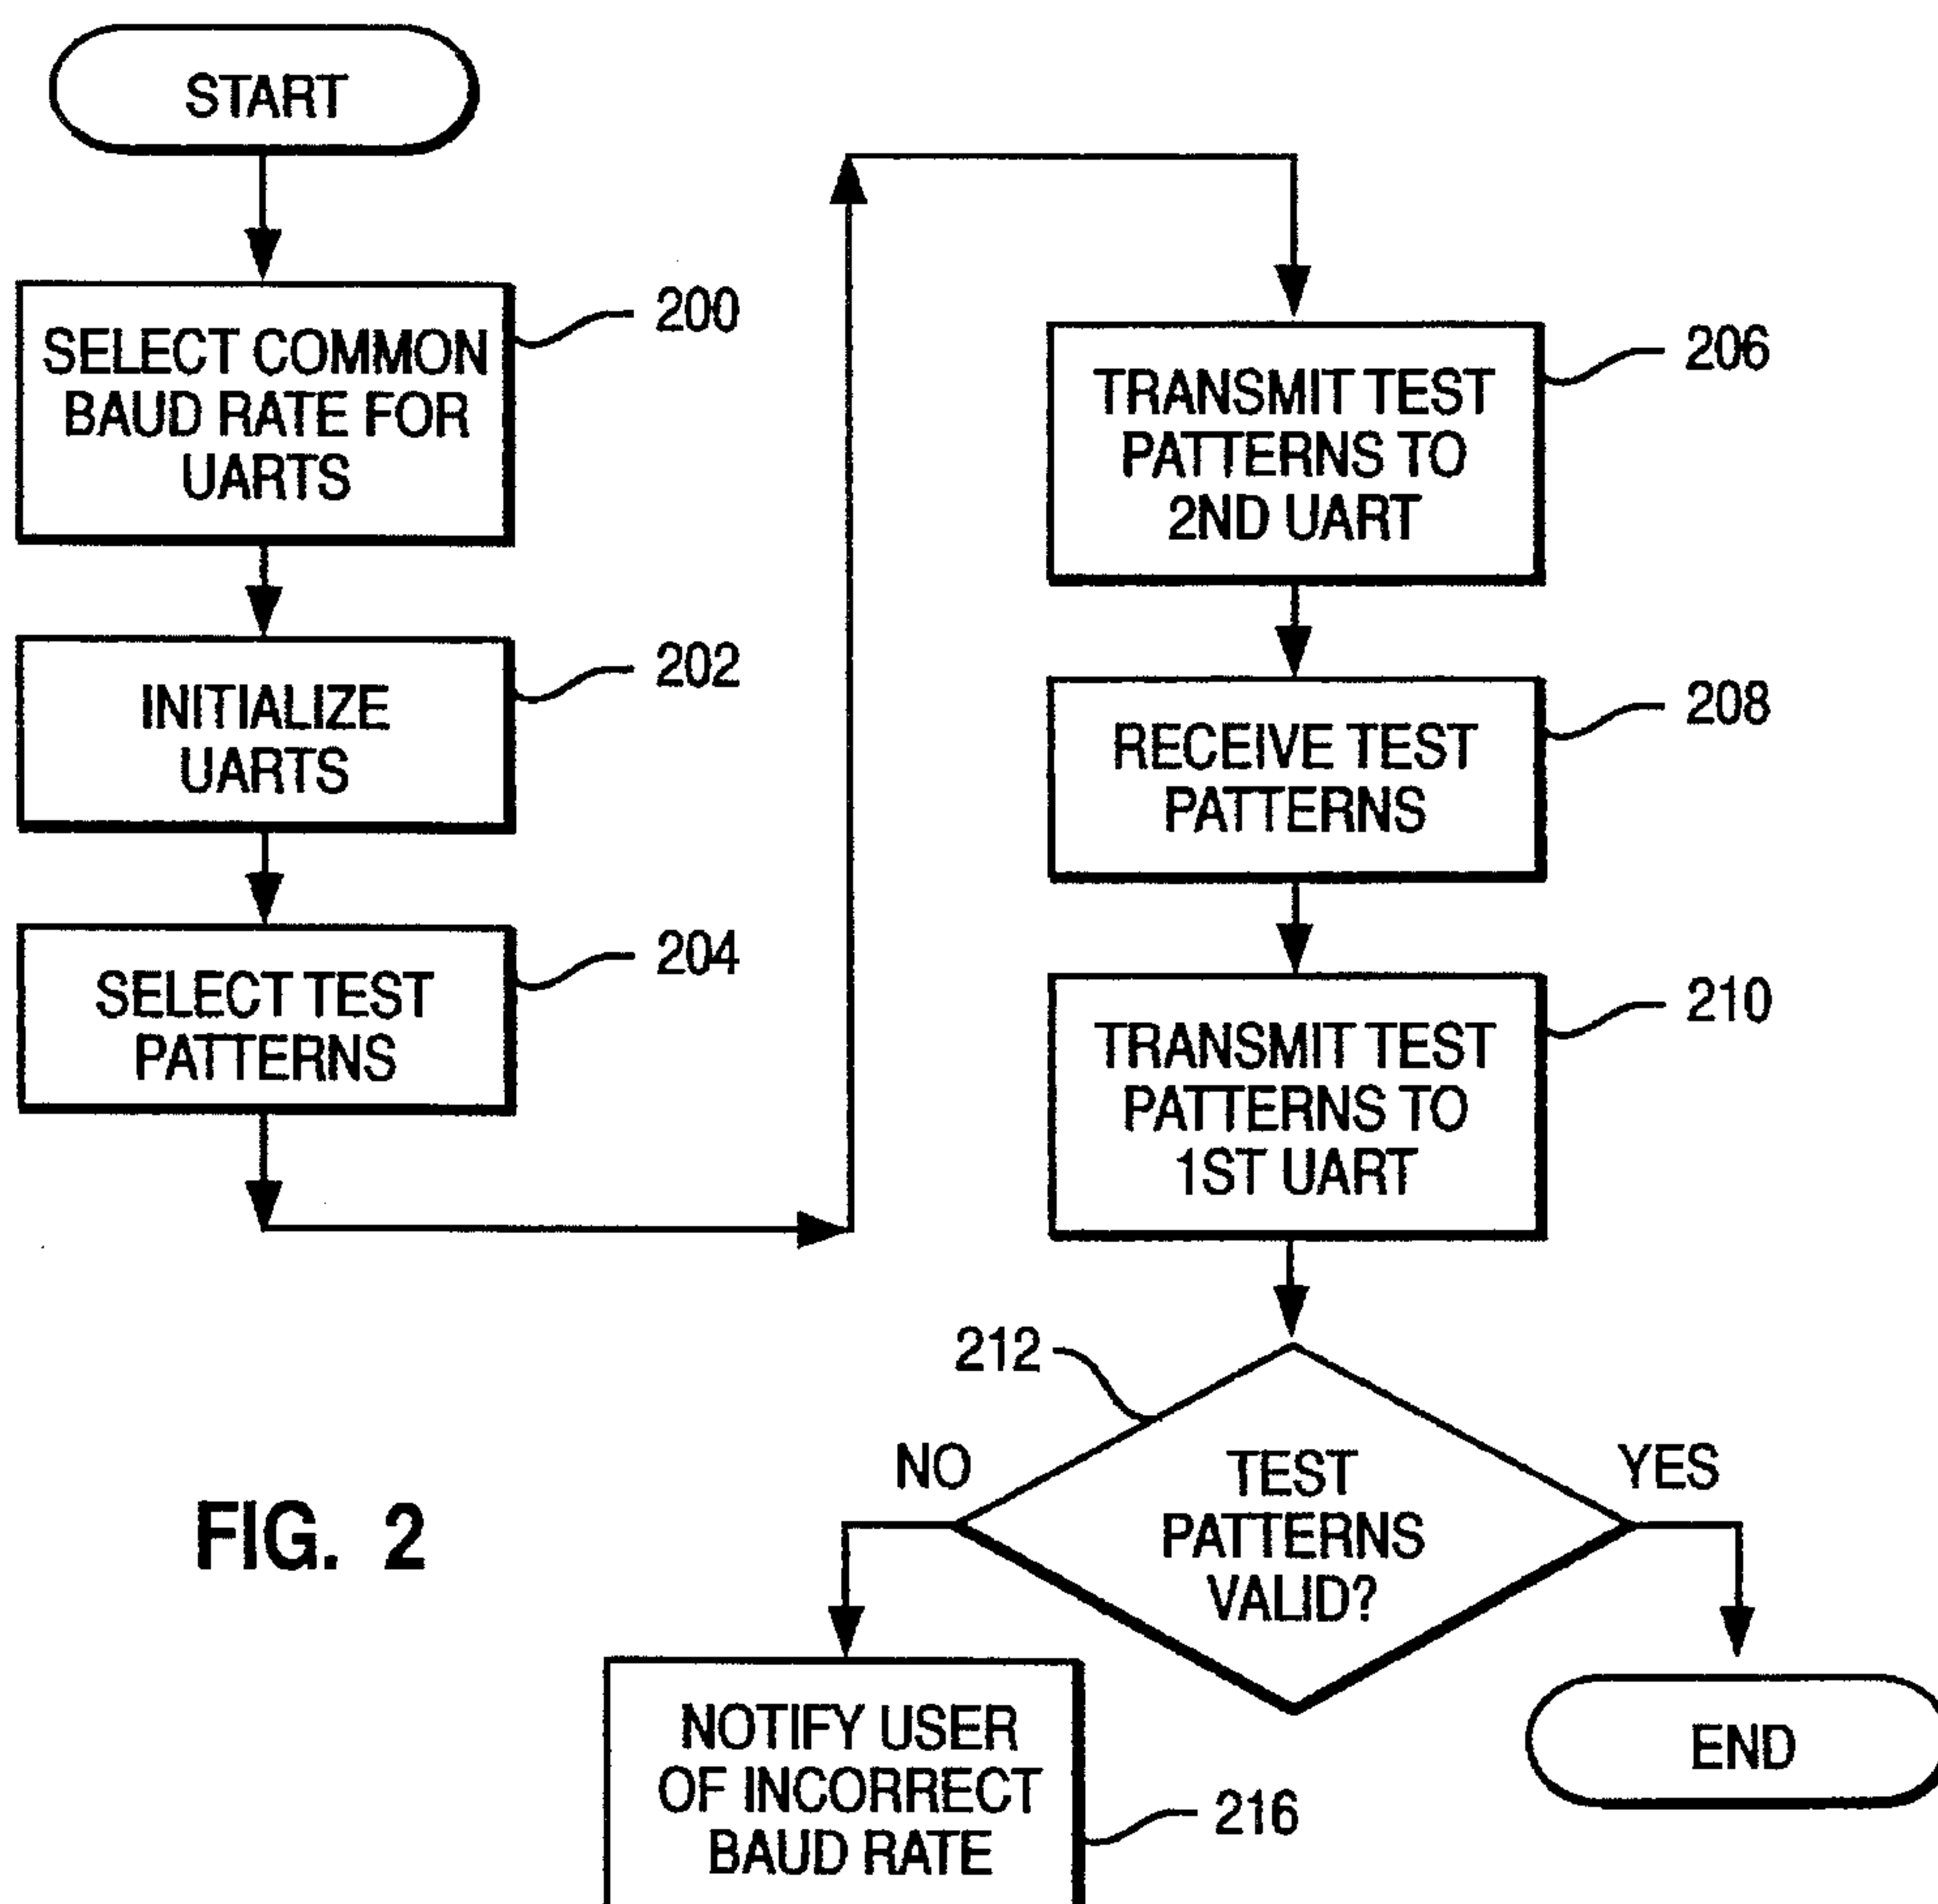 START
SELECT COMMON
BAUD RATE FOR
UARTS
200
INITIALIZE
UARTS
202
SELECT TEST
PATTERNS
204
TRANSMIT TEST
PATTERNS TO
2ND UART
206
RECEIVE TEST
PATTERNS
208
TRANSMIT TEST
PATTERNS TO
1ST UART
210
212
TEST
PATTERNS
VALID?
NO
YES
NOTIFY USER
OF INCORRECT
BAUD RATE
216
END
FIG. 2